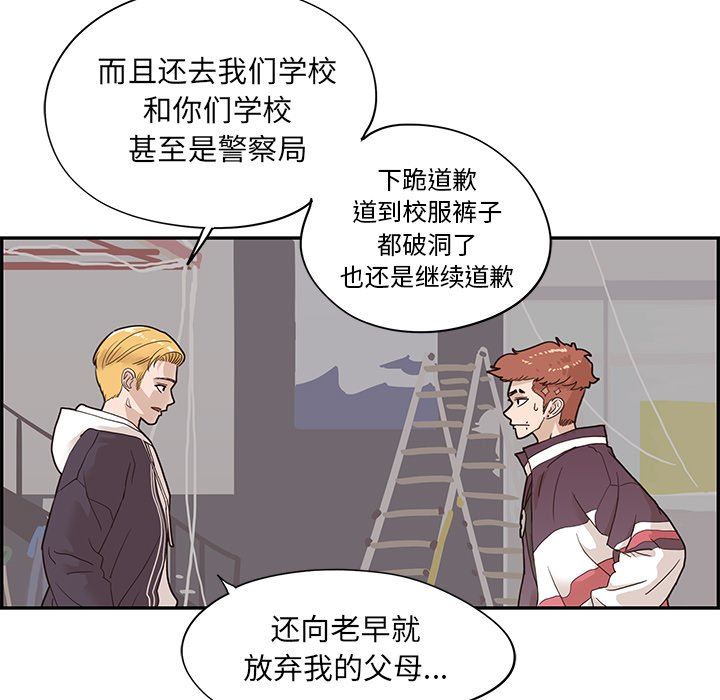 而且还去我们学校
和你们学校
甚至是警察局
下跪道歉
道到校服裤子
都破洞了
也还是继续道歉
还向老早就
放弃我的父母...